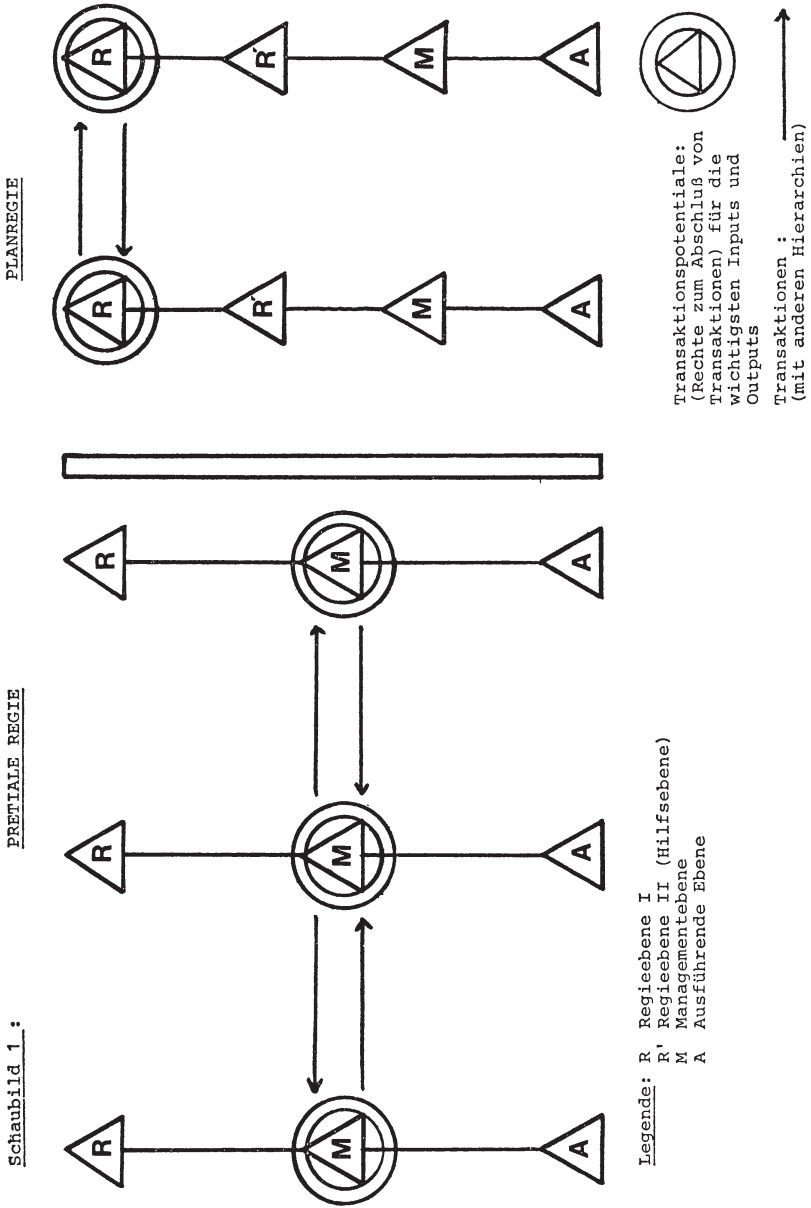 Schaubild 1 :
PRETIALE REGIE
PLANREGIE
R
R
R
R
R
R'
R'
M
M
M
M
M
A
A
A
A
A
Legende: R Regieebene I
R' Regieebene II (Hilfsebene)
M Managementebene
A Ausführende Ebene
Transaktionspotentiale:
(Rechte zum Abschluß von
Transaktionen) für die
wichtigsten Inputs und
Outputs
Transaktionen :
(mit anderen Hierarchien)